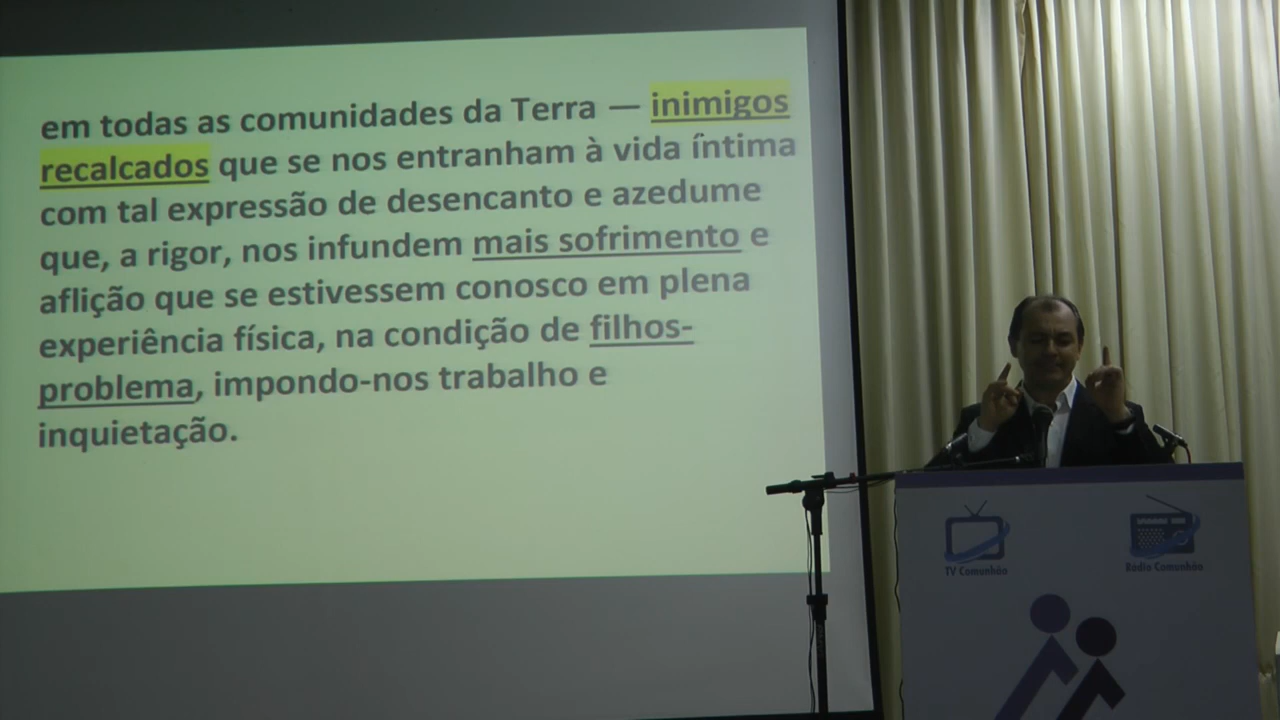 em todas as comunidades da Terra — inimigos
recalcados que se nos entranham à vida íntima
com tal expressão de desencanto e azedume
que, a rigor, nos infundem mais sofrimento e
aflição que se estivessem conosco em plena
experiência física, na condição de filhos-
problema, impondo-nos trabalho e
inquietação.
TV Comunhão
Rádio Comunhão